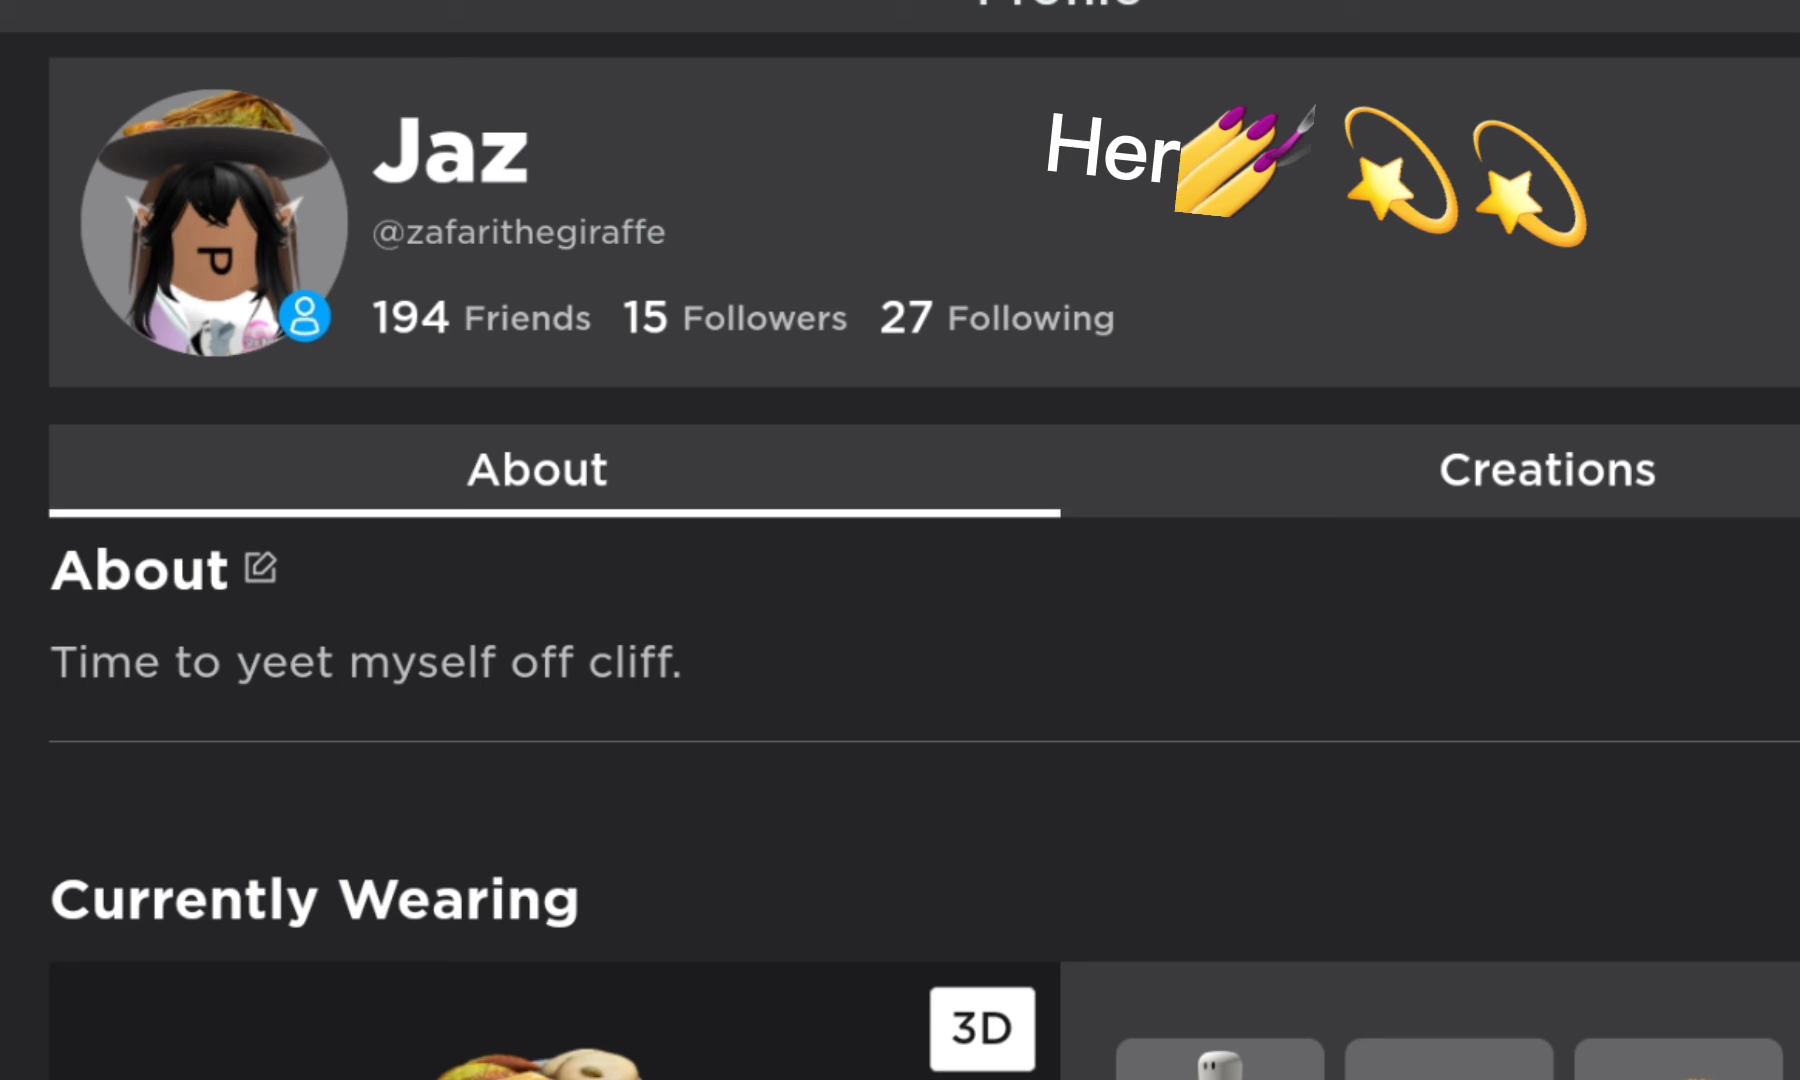 Profile
Jaz
Her
@zafarithegiraffe
194 Friends 15 Followers 27 Following
About Creations
About
Time to yeet myself off cliff.
Currently Wearing
3D